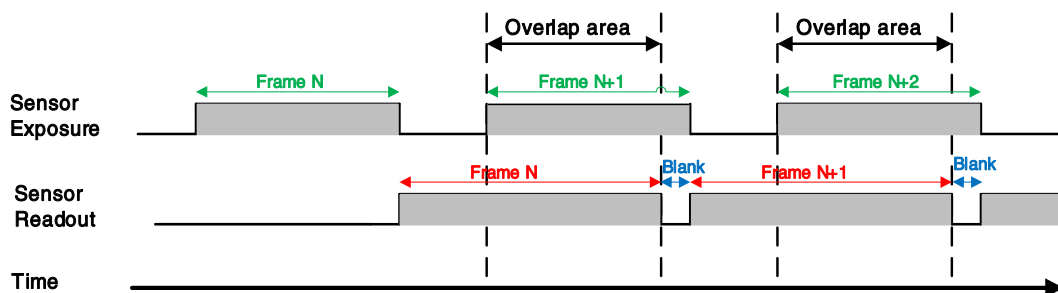 Overlap area
Overlap area
Frame N
Frame N+1
Frame N+2
Sensor
Exposure
Frame N
Blank
Frame N+1
Blank
Sensor
Readout
Time